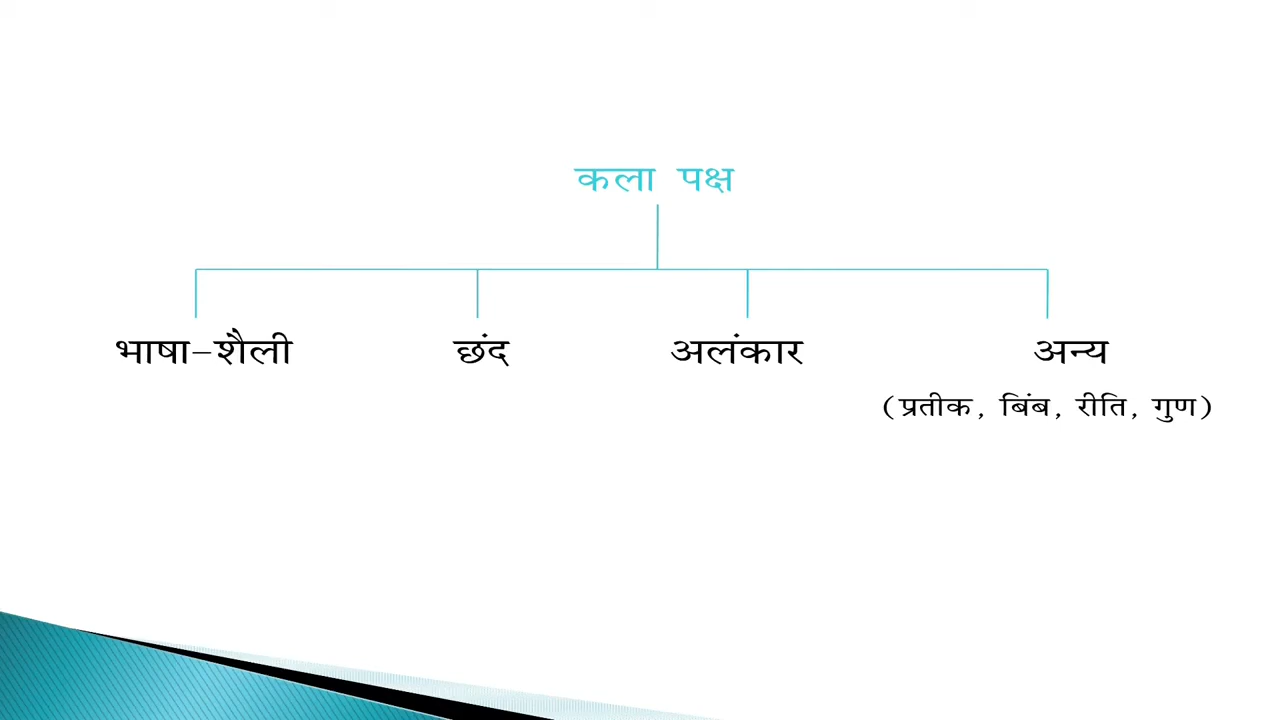 कला पक्ष
भाषा-शैली छंद अलंकार अन्य
(प्रतीक, बिंब, रीति, गुण)